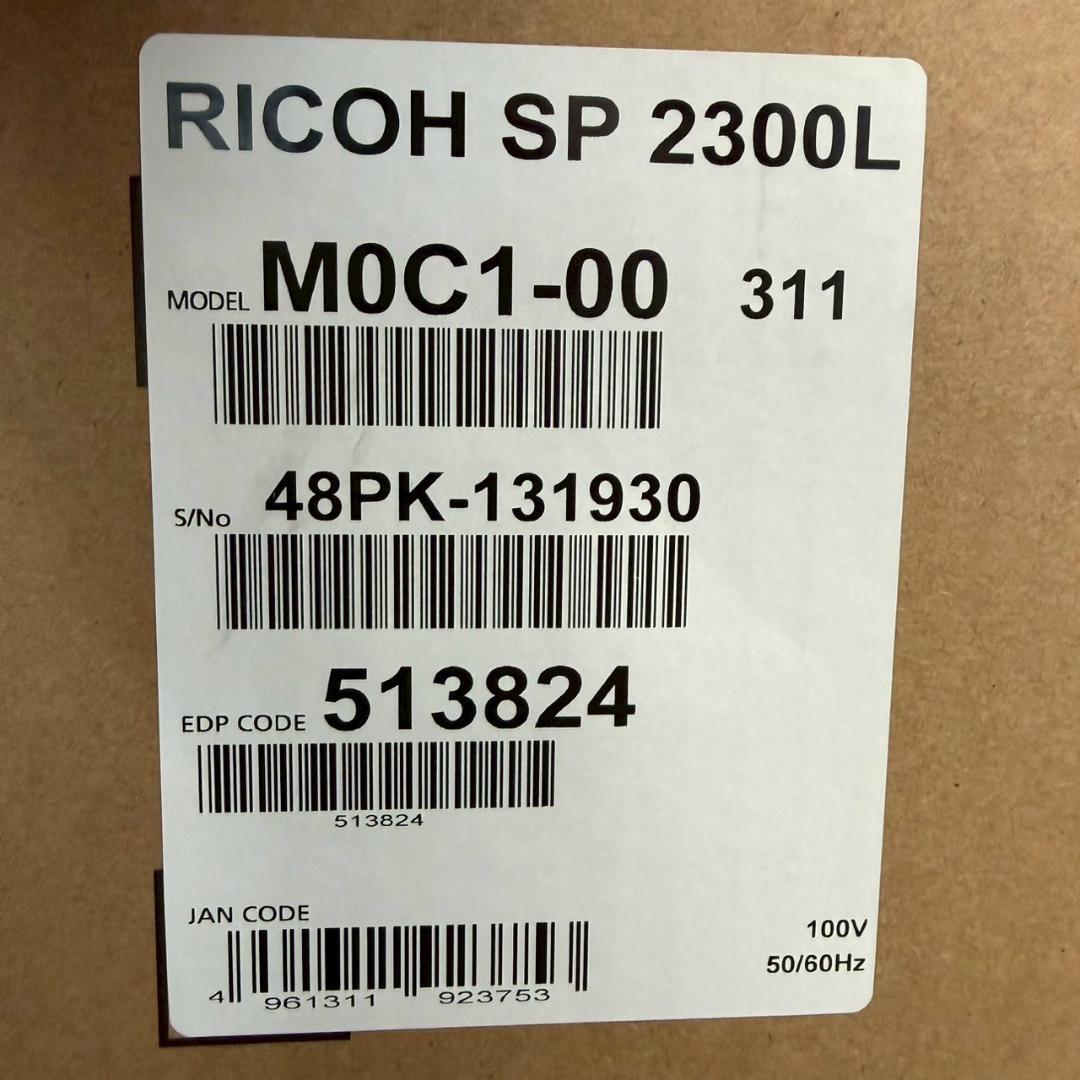 RICOH SP 2300L
MODEL M0C1-00 311
S/No 48PK-131930
EDP CODE 513824
513824
JAN CODE
4 961311 923753
100V
50/60Hz